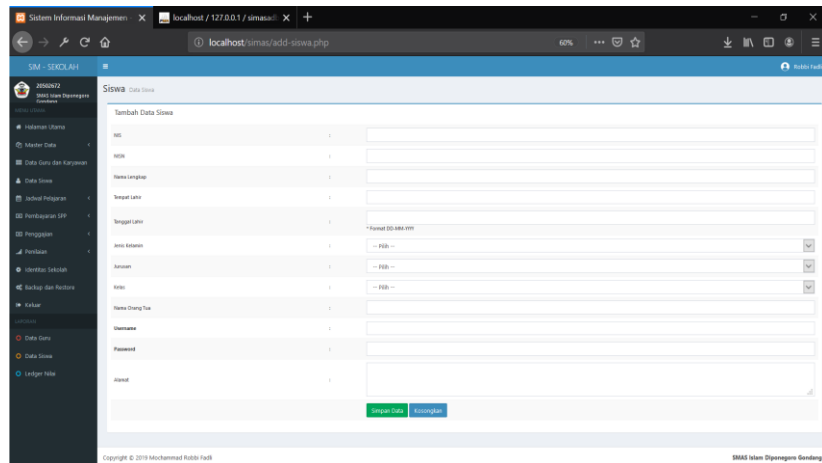 Sistem Informasi Manajemen -
localhost / 127.0.0.1 / simasad
localhost/simas/add-siswa.php
60%
SIM - SEKOLAH
Robbi Fadli
20502672
SMAS Islam Diponegoro
Gondang
Siswa Data Siswa
Tambah Data Siswa
Halaman Utama
Master Data
Data Guru dan Karyawan
Data Siswa
Jadwal Pelajaran
Pembayaran SPP
Penggajian
Penilaian
Identitas Sekolah
Backup dan Restore
Keluar
LAPORAN
Data Guru
Data Siswa
Ledger Nilai
NIS :
NISN :
Nama Lengkap :
Tempat Lahir :
Tanggal Lahir :
* Format DD-MM-YYYY
Jenis Kelamin : -- Pilih --
Jurusan : -- Pilih --
Kelas : -- Pilih --
Nama Orang Tua :
Username :
Password :
Alamat :
Simpan Data Kosongkan
Copyright © 2019 Mochammad Robbi Fadli
SMAS Islam Diponegoro Gondang